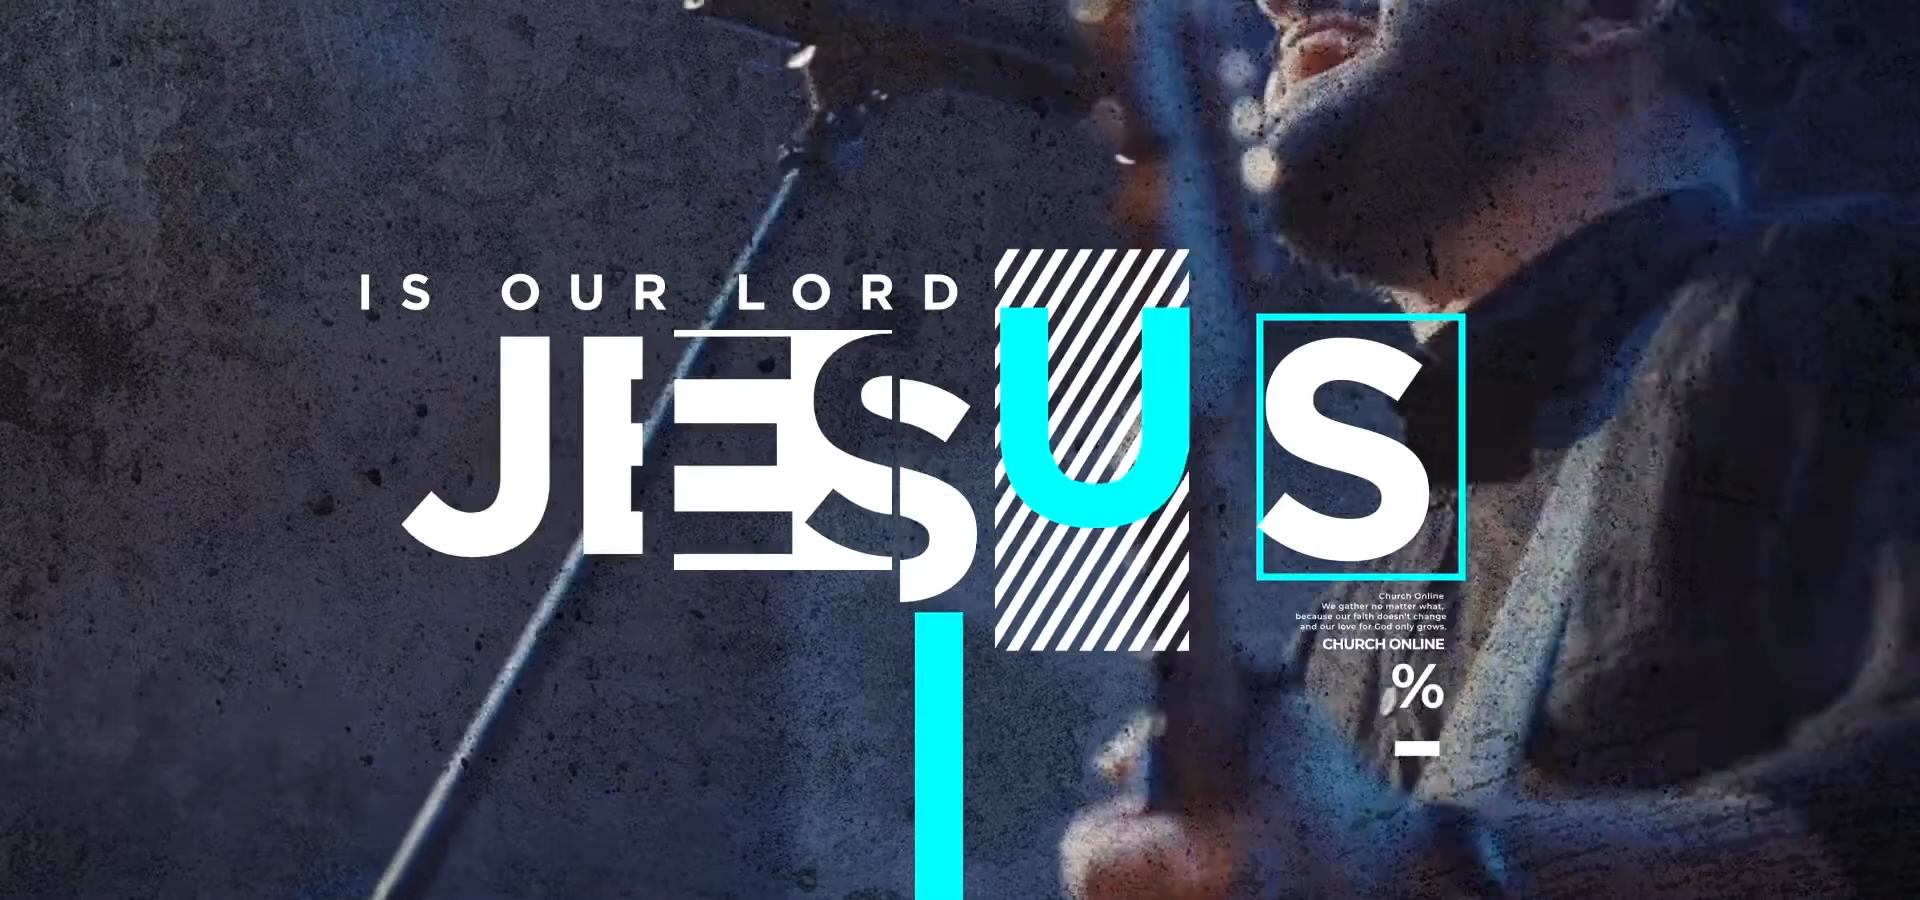 IS OUR LORD
JESUS
Church Online
We gather no matter what,
because our faith doesn't change
and our love for God only grows.
CHURCH ONLINE
%